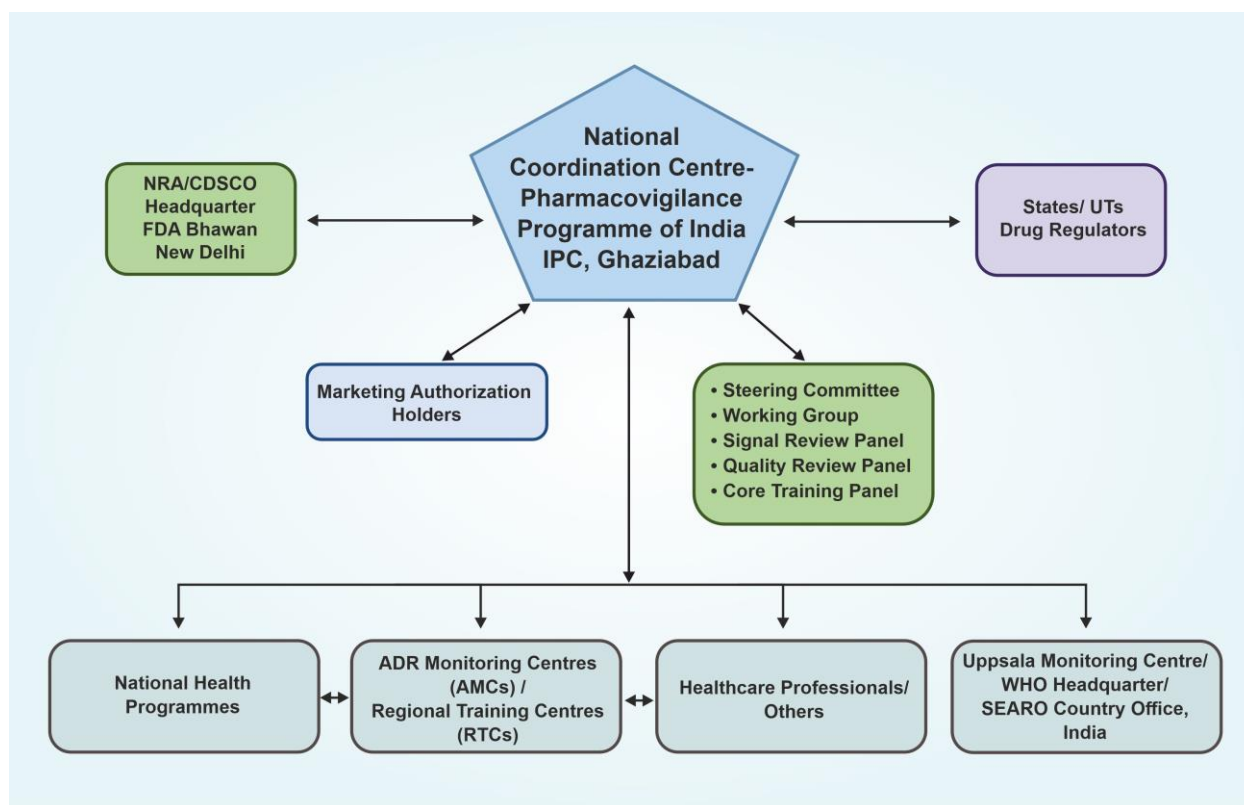 National
Coordination Centre-
Pharmacovigilance
Programme of India
IPC, Ghaziabad
NRA/CDSCO
Headquarter
FDA Bhawan
New Delhi
States/ UTs
Drug Regulators
Marketing Authorization
Holders
• Steering Committee
• Working Group
• Signal Review Panel
• Quality Review Panel
• Core Training Panel
National Health
Programmes
ADR Monitoring Centres
(AMCs) /
Regional Training Centres
(RTCs)
Healthcare Professionals/
Others
Uppsala Monitoring Centre/
WHO Headquarter/
SEARO Country Office,
India